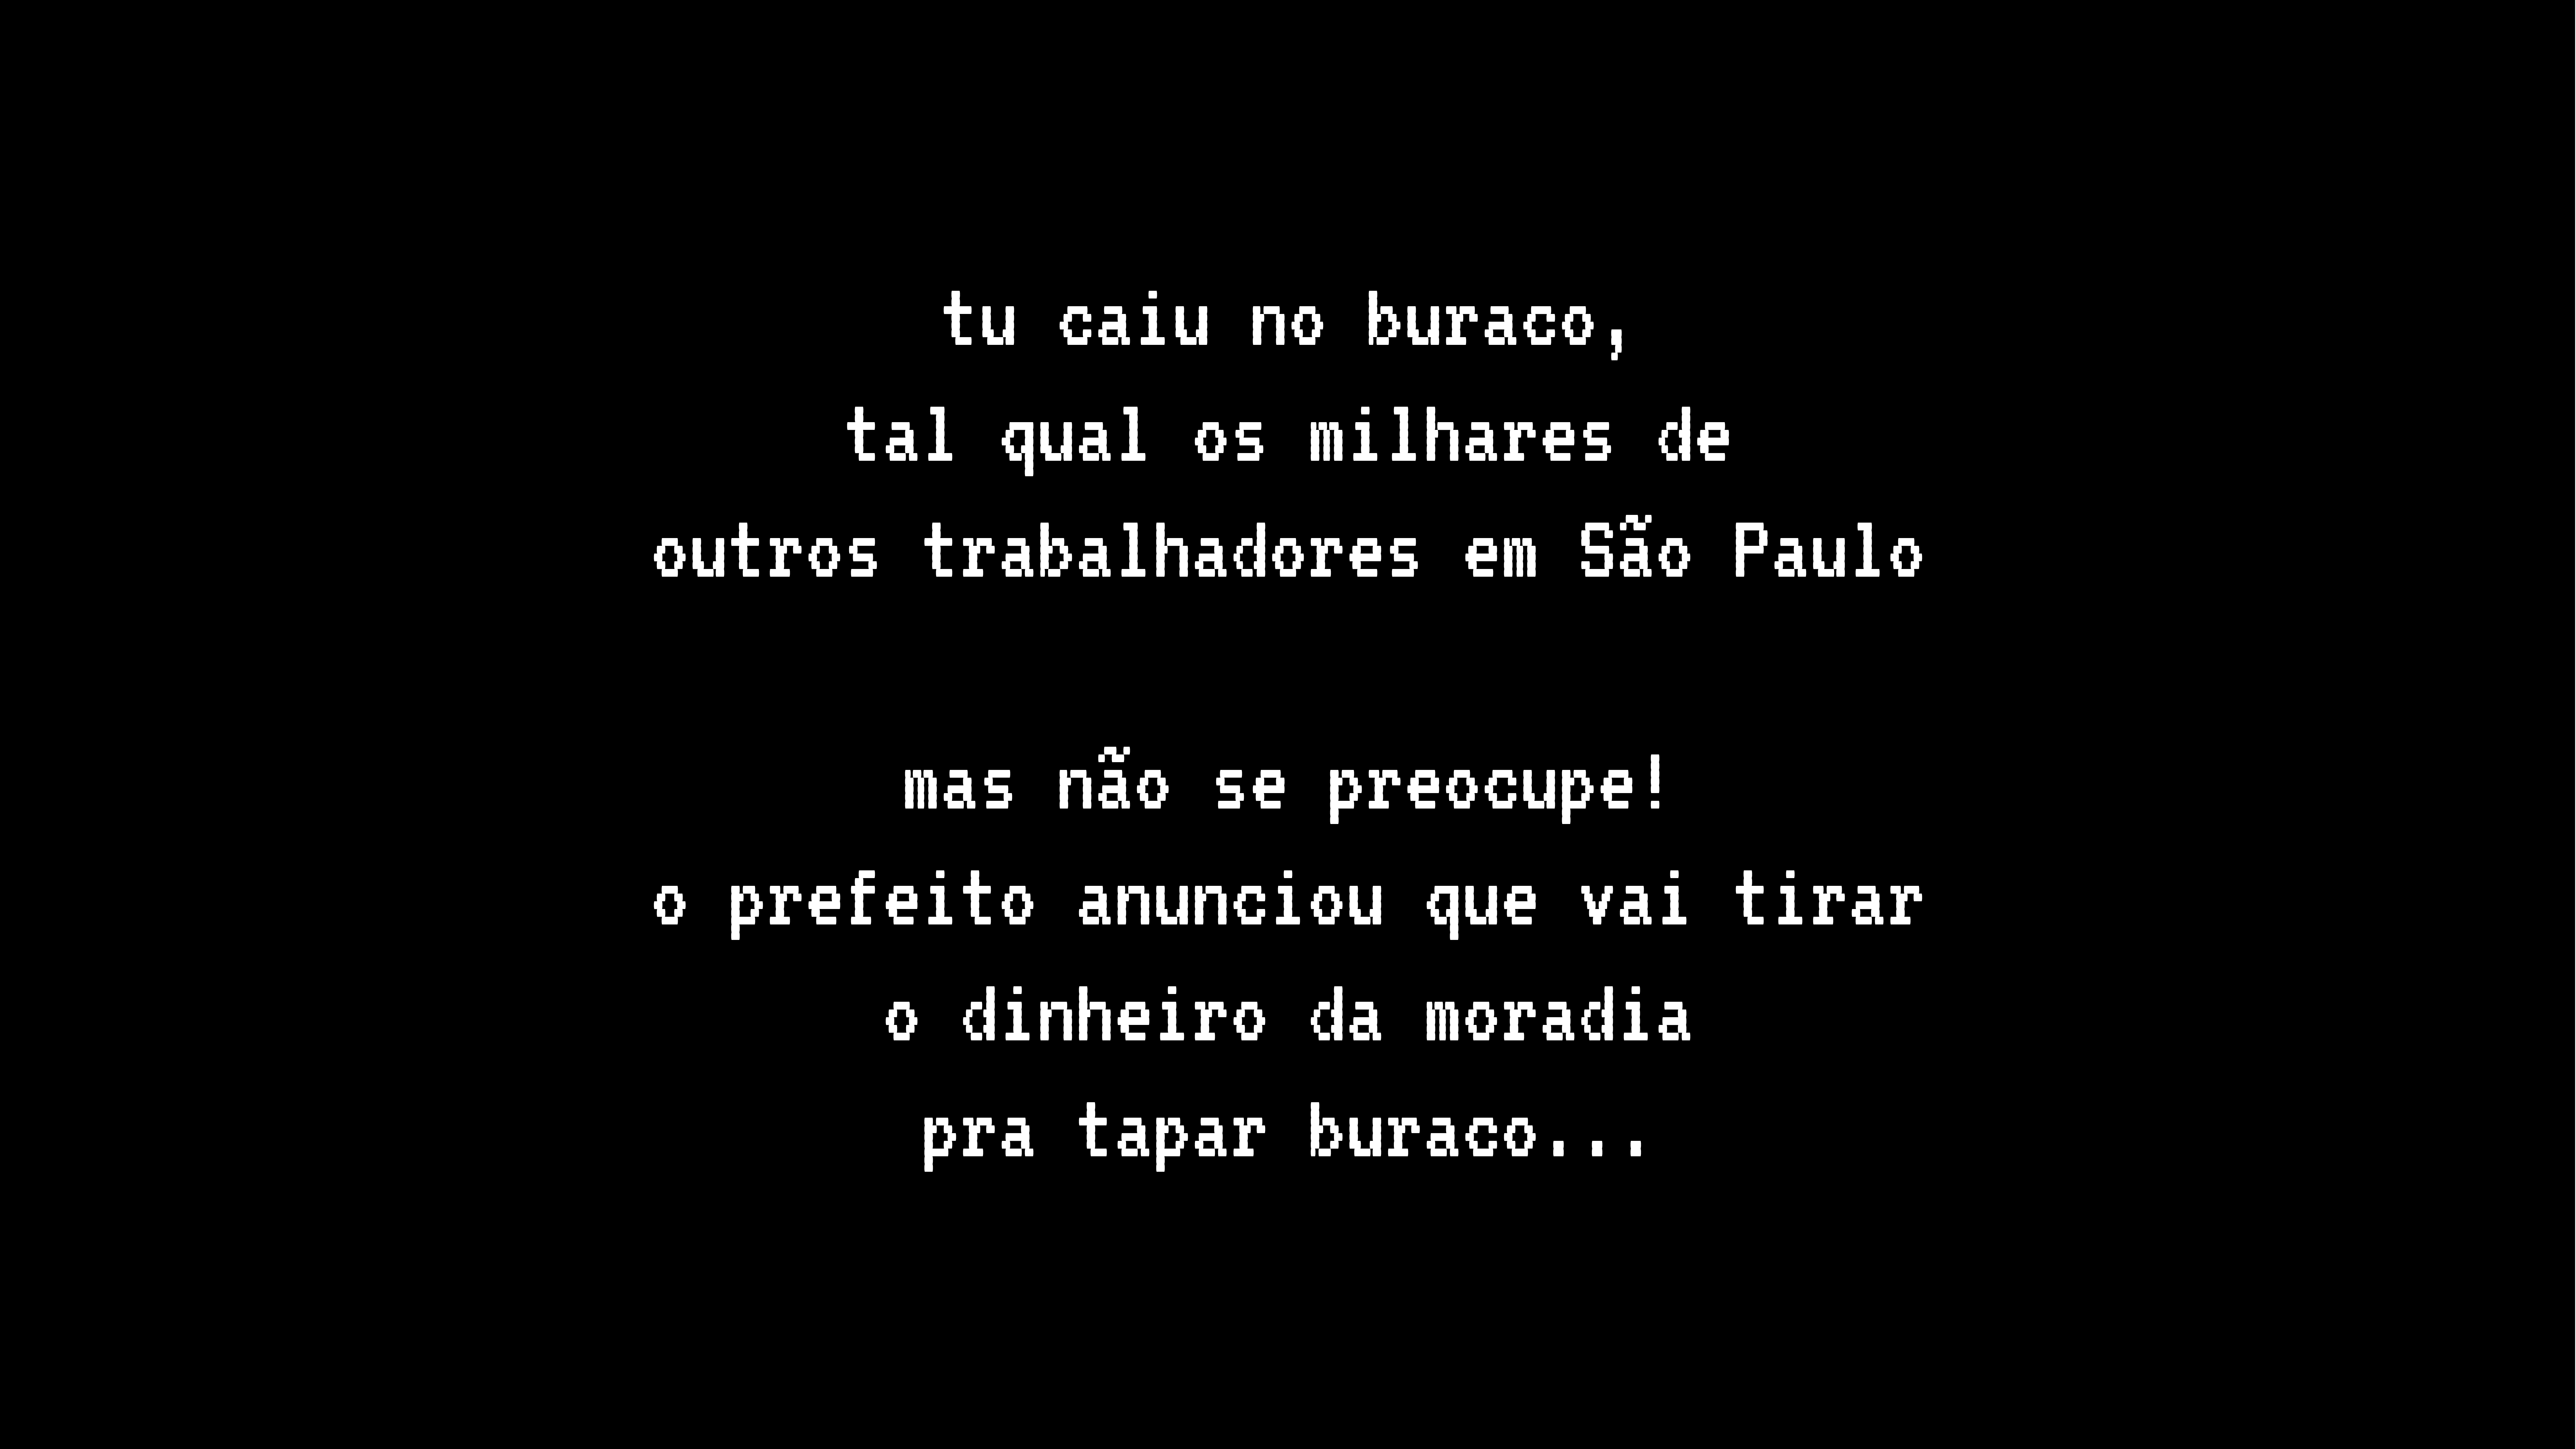 tu caiu no buraco,
tal qual os milhares de
outros trabalhadores em São Paulo
mas não se preocupe!
o prefeito anunciou que vai tirar
o dinheiro da moradia
pra tapar buraco...